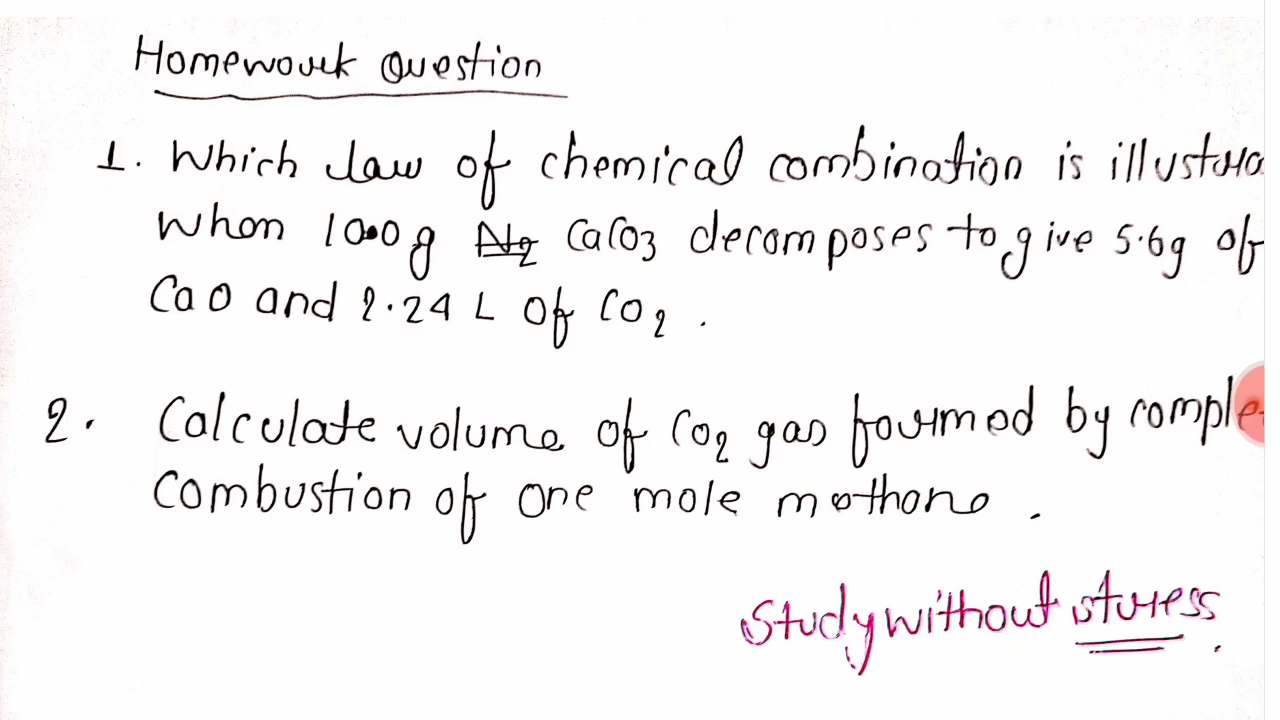 Homework Question
1. Which law of chemical combination is illustra
when 10.0g N2 CaCO3 decomposes to give 5.6g of
CaO and 2.24 L of CO2 .
2. Calculate volume of CO2 gas formed by comple
combustion of one mole methane .
Study without stress .